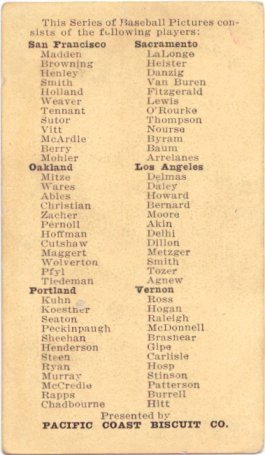 This Series of Baseball Pictures con-
sists of the following players:
San Francisco
Madden
Browning
Henley
Smith
Holland
Weaver
Tennant
Sutor
Vitt
McArdle
Berry
Mohler
Oakland
Mitze
Wares
Abies
Christian
Zacher
Pernoll
Hoffman
Cutshaw
Maggert
Wolverton
Pfyl
Tiedeman
Portland
Kuhn
Koestner
Seaton
Peckinpaugh
Sheehan
Henderson
Steen
Ryan
Murray
McCredie
Rapps
Chadbourne
Sacramento
LaLonge
Heister
Danzig
Van Buren
Fitzgerald
Lewis
O'Rourke
Thompson
Nourse
Byram
Baum
Arrelanes
Los Angeles
Delmas
Daley
Howard
Bernard
Moore
Akin
Delhi
Dillon
Metzger
Smith
Tozer
Agnew
Vernon
Ross
Hogan
Raleigh
McDonnell
Brasnear
Gipe
Carlisle
Hosp
Stinson
Patterson
Burrell
Hitt
Presented by
PACIFIC COAST BISCUIT CO.